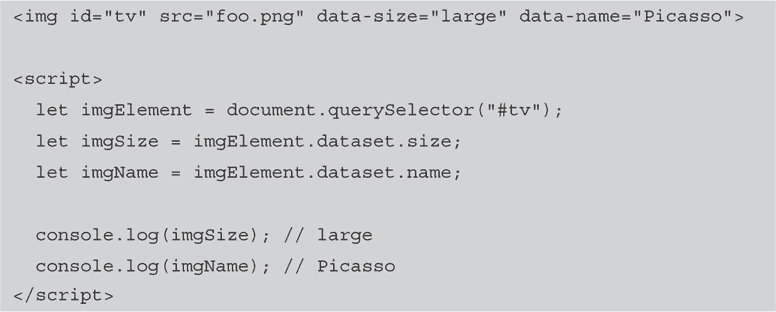 <img id="tv" src="foo.png" data-size="large" data-name="Picasso">
<script>
let imgElement = document.querySelector("#tv");
let imgSize = imgElement.dataset.size;
let imgName = imgElement.dataset.name;
console.log(imgSize); // large
console.log(imgName); // Picasso
</script>